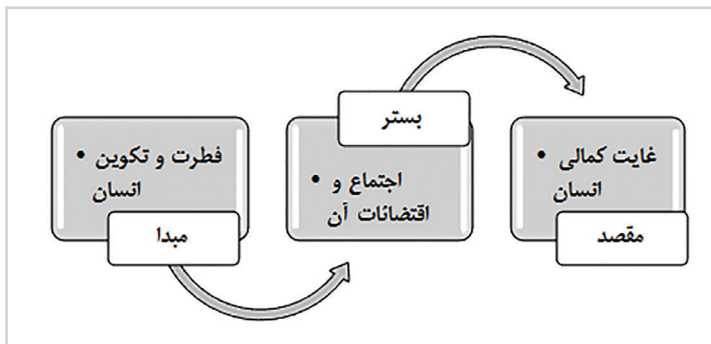 • فطرت و تکوین
انسان
مبدا
بستر
• اجتماع و
اقتضائات آن
• غایت کمالی
انسان
مقصد